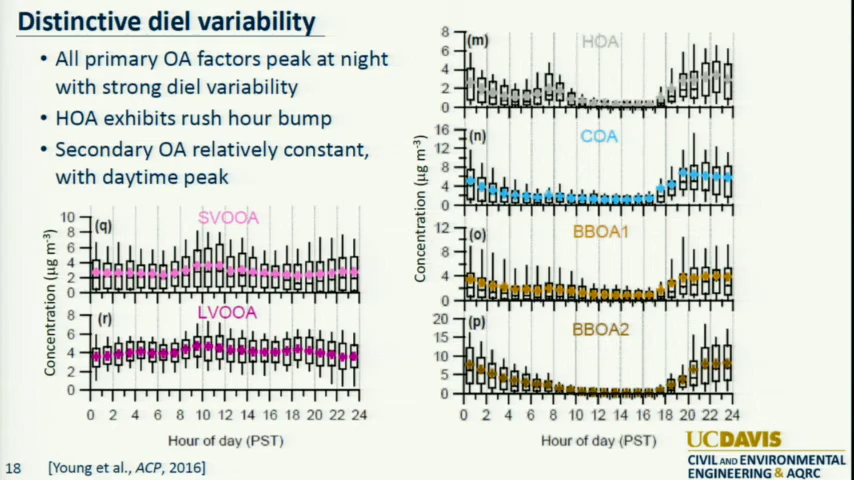 Distinctive diel variability
• All primary OA factors peak at night
with strong diel variability
• HOA exhibits rush hour bump
• Secondary OA relatively constant,
with daytime peak
Concentration (µg m⁻³)
(q)
SVOOA
10
8
6
4
2
0
(r)
LVOOA
8
6
4
2
0
0 2 4 6 8 10 12 14 16 18 20 22 24
Hour of day (PST)
Concentration (µg m⁻³)
(m)
HOA
8
6
4
2
0
(n)
COA
16
12
8
4
0
(o)
BBOA1
12
8
4
0
(p)
BBOA2
20
15
10
5
0
0 2 4 6 8 10 12 14 16 18 20 22 24
Hour of day (PST)
18 [Young et al., ACP, 2016]
UCDAVIS
CIVIL AND ENVIRONMENTAL
ENGINEERING & AQRC